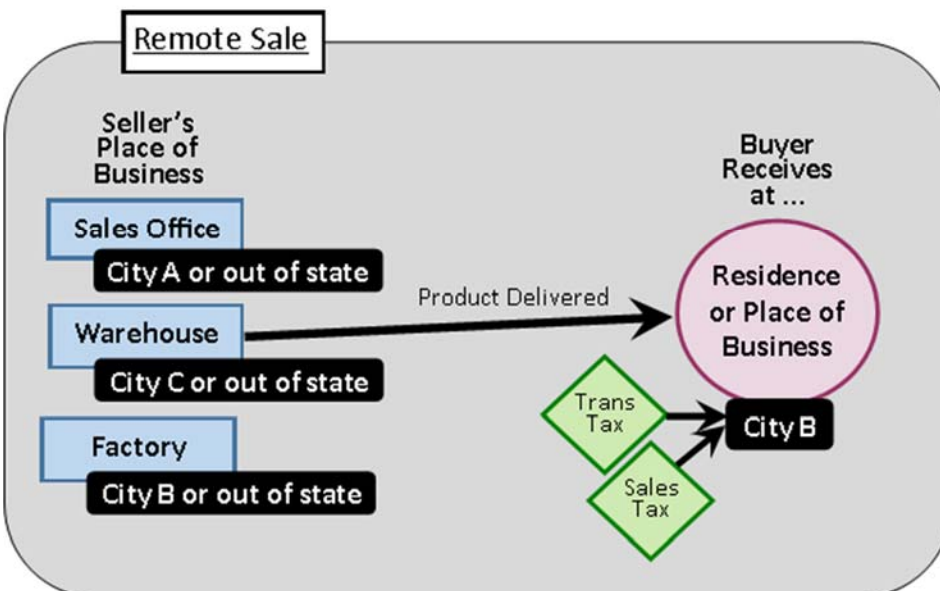 Remote Sale
Seller's
Place of
Business
Sales Office
City A or out of state
Warehouse
City C or out of state
Factory
City B or out of state
Product Delivered
Buyer
Receives
at ...
Residence
or Place of
Business
City B
Trans
Tax
Sales
Tax